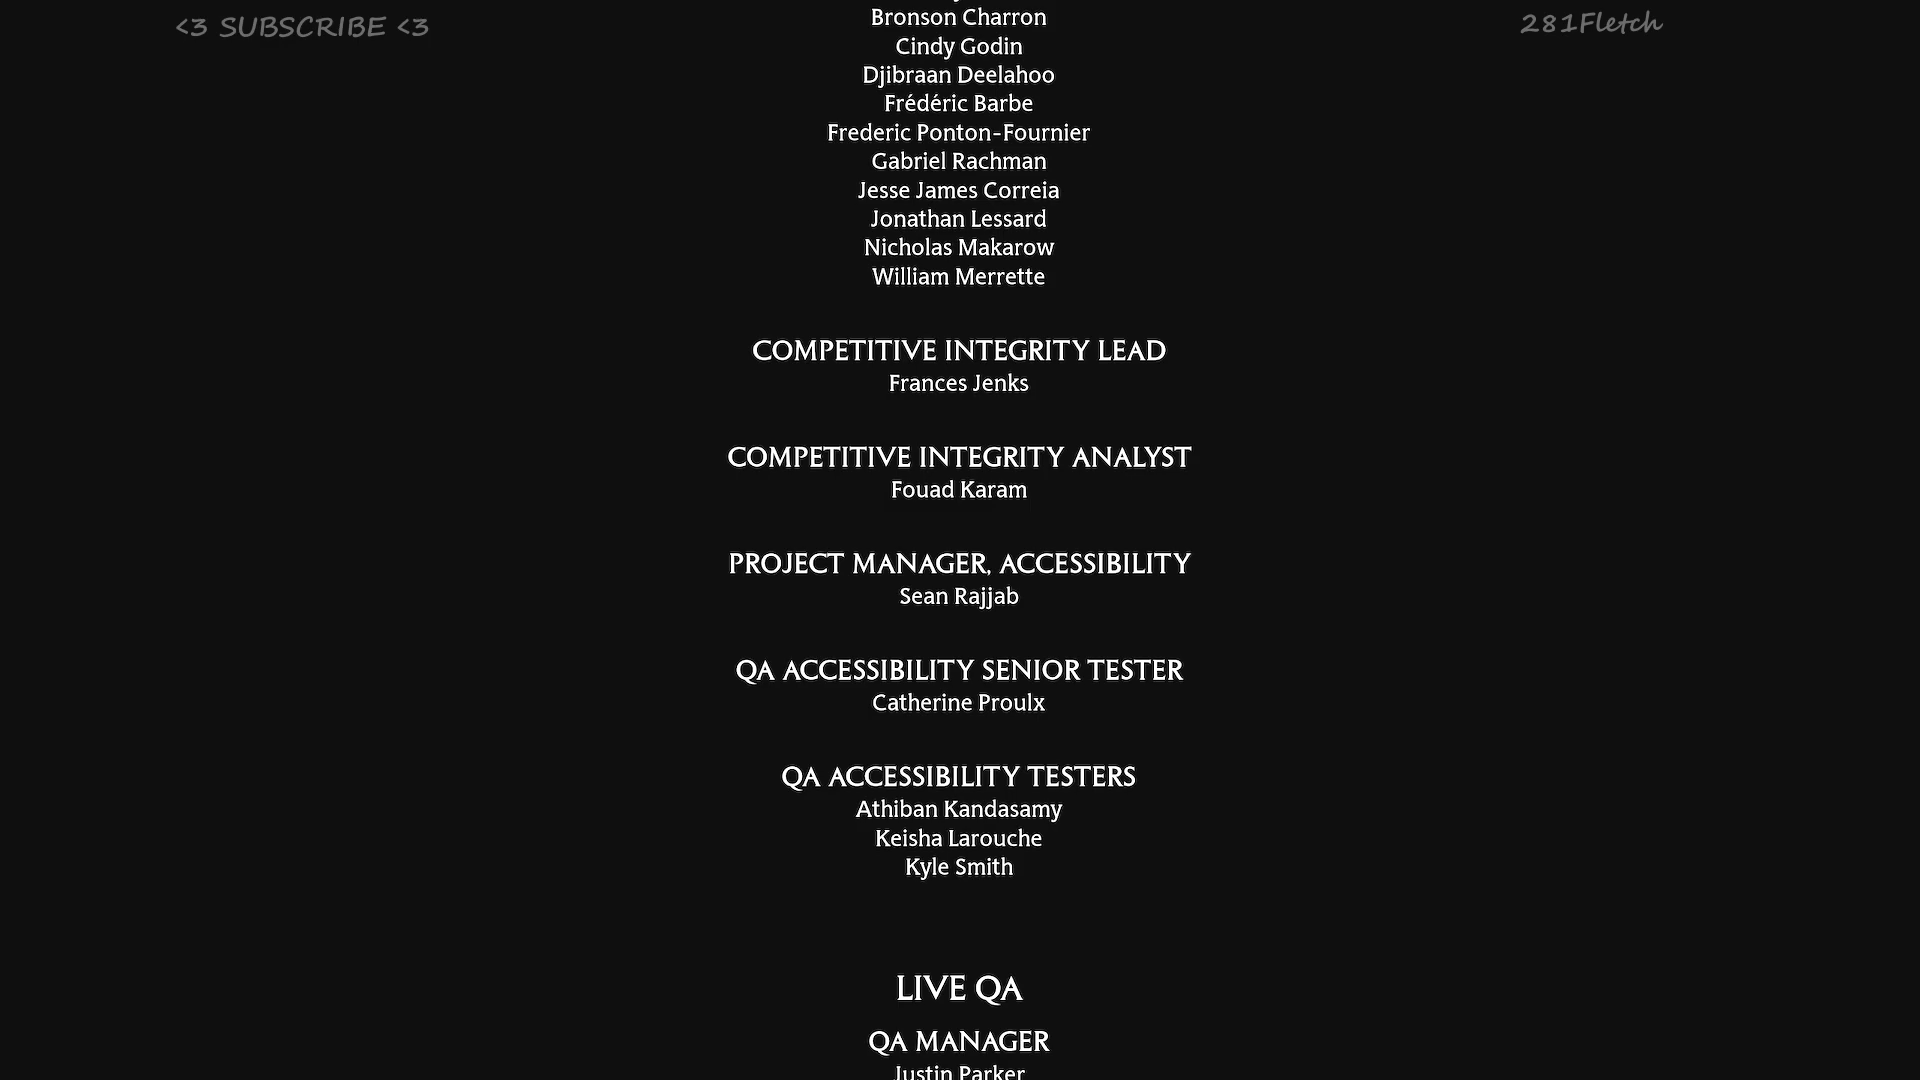 <3 SUBSCRIBE <3
281Fletch
Bronson Charron
Cindy Godin
Djibraan Deelahoo
Frédéric Barbe
Frederic Ponton-Fournier
Gabriel Rachman
Jesse James Correia
Jonathan Lessard
Nicholas Makarow
William Merrette
COMPETITIVE INTEGRITY LEAD
Frances Jenks
COMPETITIVE INTEGRITY ANALYST
Fouad Karam
PROJECT MANAGER, ACCESSIBILITY
Sean Rajjab
QA ACCESSIBILITY SENIOR TESTER
Catherine Proulx
QA ACCESSIBILITY TESTERS
Athiban Kandasamy
Keisha Larouche
Kyle Smith
LIVE QA
QA MANAGER
Justin Parker